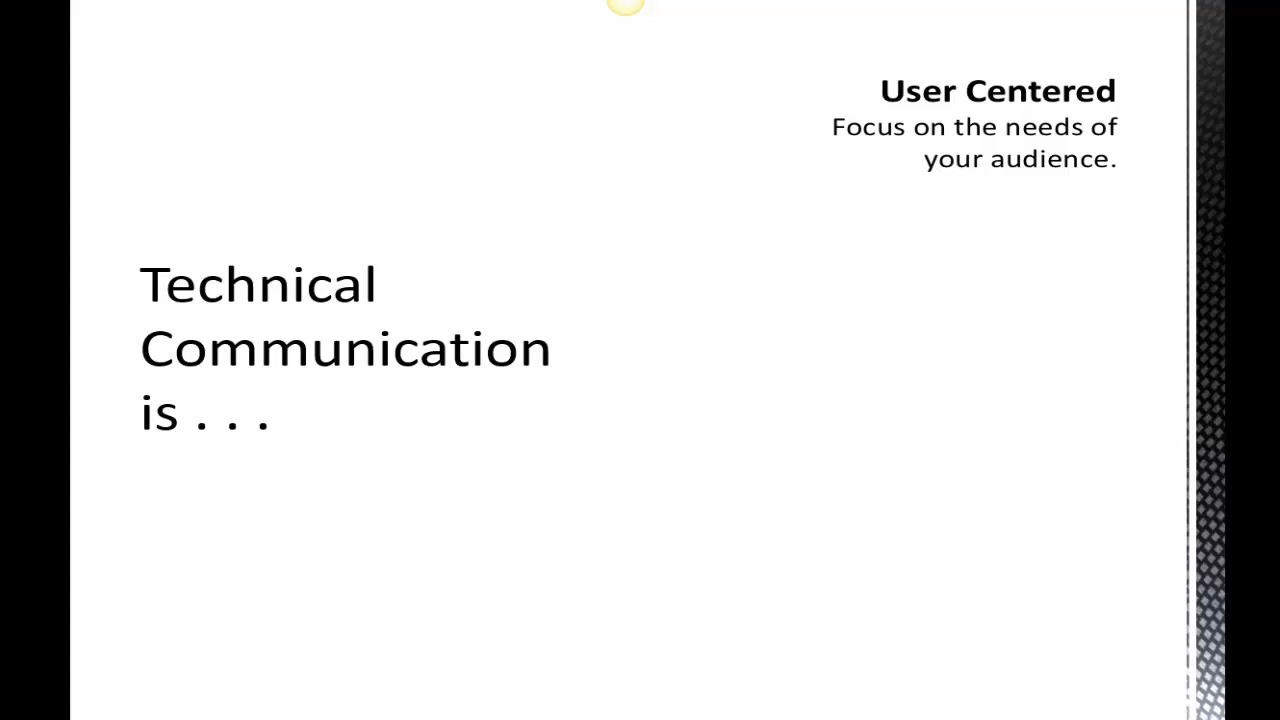 User Centered
Focus on the needs of
your audience.
Technical
Communication
is . . .